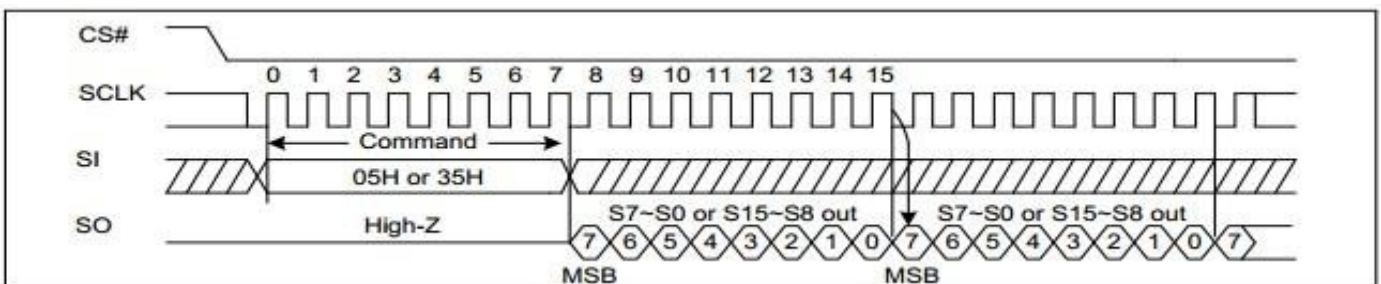 CS#
0 1 2 3 4 5 6 7 8 9 10 11 12 13 14 15
SCLK
Command
SI
05H or 35H
S7~S0 or S15~S8 out S7~S0 or S15~S8 out
SO High-Z
7 6 5 4 3 2 1 0 7 6 5 4 3 2 1 0 7
MSB MSB